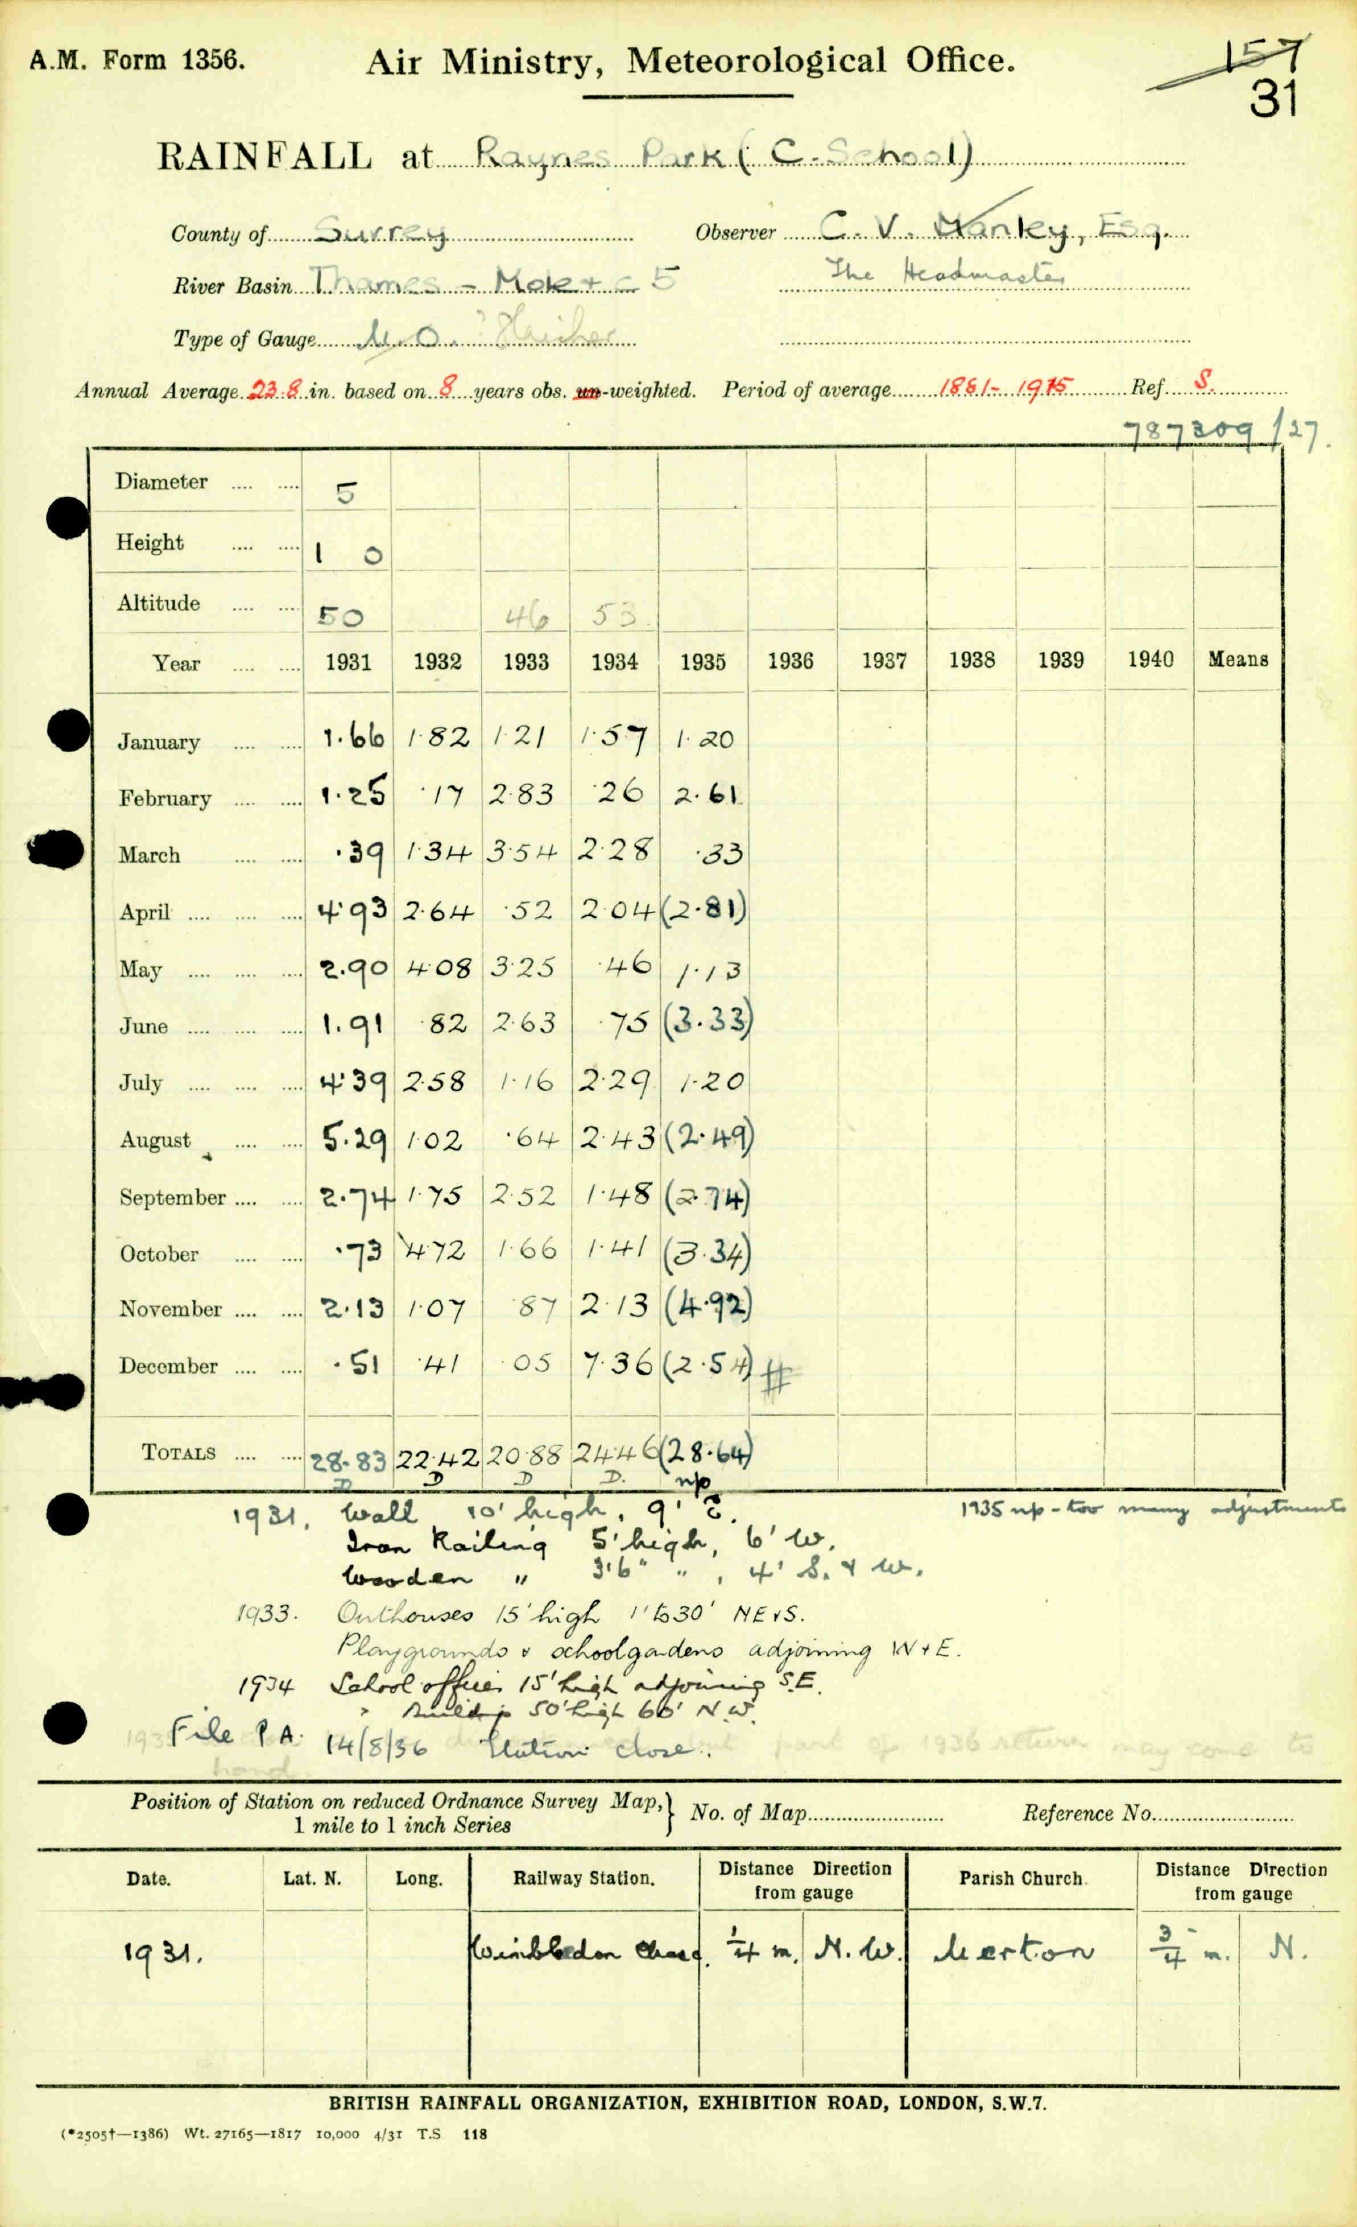 A.M. Form 1356. Air Ministry, Meteorological Office. 157
31
RAINFALL at Raynes Park (C. School)
County of Surrey Observer C. V. Manley, Esq.
River Basin Thames - Mole + c 5 The Headmaster
Type of Gauge M.O.
Annual Average 23.8 in. based on 8 years obs. un-weighted. Period of average 1881-1915 Ref S.
787309/27.
Diameter 5
Height 1 0
Altitude 50 46 53
Year 1931 1932 1933 1934 1935 1936 1937 1938 1939 1940 Means
January 1.66 1.82 1.21 1.57 1.20
February 1.25 .17 2.83 .26 2.61
March .39 1.34 3.54 2.28 .33
April 4.93 2.64 .52 2.04 (2.81)
May 2.90 4.08 3.25 .46 1.13
June 1.91 .82 2.63 .75 (3.33)
July 4.39 2.58 1.16 2.29 1.20
August 5.29 1.02 .64 2.43 (2.49)
September 2.74 1.75 2.52 1.48 (2.74)
October .73 4.72 1.66 1.41 (3.34)
November 2.13 1.07 .87 2.13 (4.92)
December .51 .41 .05 7.36 (2.54) #
TOTALS 28.83 22.42 20.88 24.46 (28.64)
D D D D. np
1931. Wall 10' high, 9' E. 1935 np - too many adjustments
Iron Railing 5' high, 6' W.
Wooden " 3'6" " , 4' S. & W.
1933. Outhouses 15' high 1' to 30' NE & S.
Playgrounds & schoolgardens adjoining W + E.
1934 School offices 15' high adjoining S.E.
" Building 50' high 66' N.W.
File P.A. 14/8/36 Station close. part of 1936 return may come to
hand.
Position of Station on reduced Ordnance Survey Map, } No. of Map Reference No.
1 mile to 1 inch Series
Date. Lat. N. Long. Railway Station. Distance Direction from gauge Parish Church. Distance Direction from gauge
1931. Wimbledon Chase. 1/4 m. N.W. Merton 3/4 m. N.
BRITISH RAINFALL ORGANIZATION, EXHIBITION ROAD, LONDON, S.W.7.
(*2505†—1386) Wt. 27165—1817 10,000 4/31 T.S 118